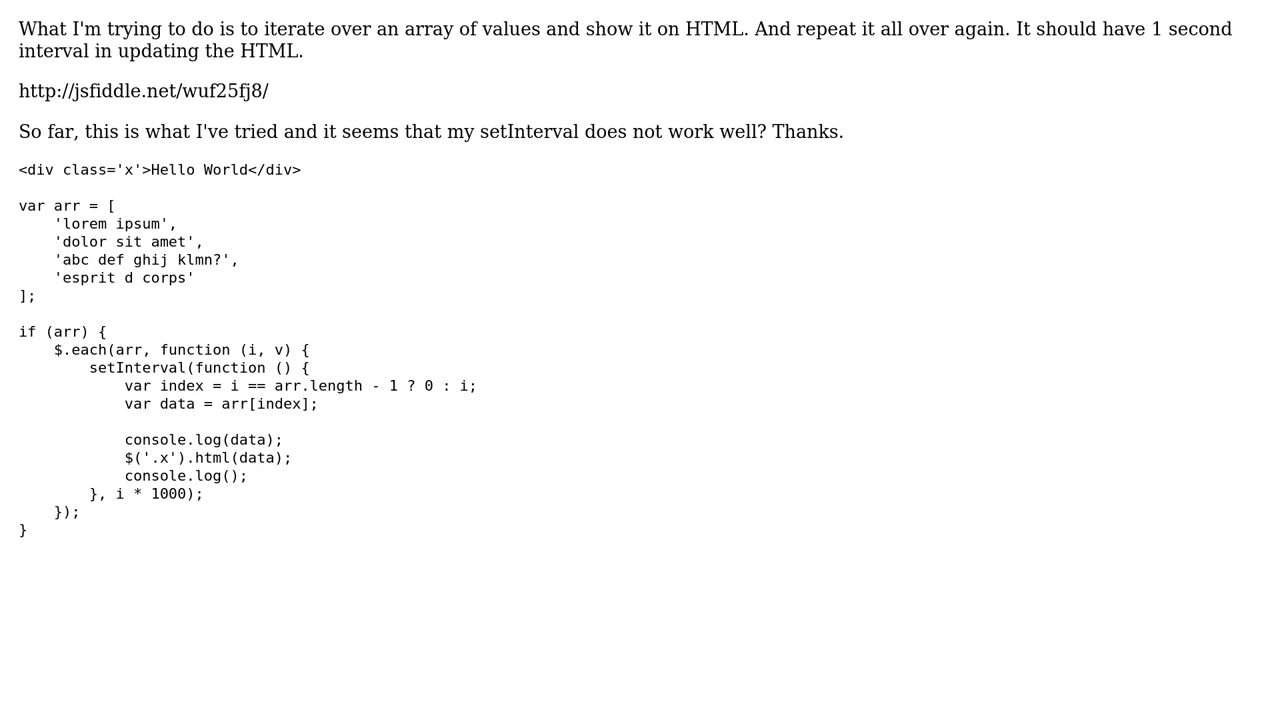 What I'm trying to do is to iterate over an array of values and show it on HTML. And repeat it all over again. It should have 1 second
interval in updating the HTML.
http://jsfiddle.net/wuf25fj8/
So far, this is what I've tried and it seems that my setInterval does not work well? Thanks.
<div class='x'>Hello World</div>
var arr = [
    'lorem ipsum',
    'dolor sit amet',
    'abc def ghij klmn?',
    'esprit d corps'
];
if (arr) {
    $.each(arr, function (i, v) {
        setInterval(function () {
            var index = i == arr.length - 1 ? 0 : i;
            var data = arr[index];
            console.log(data);
            $('.x').html(data);
            console.log();
        }, i * 1000);
    });
}